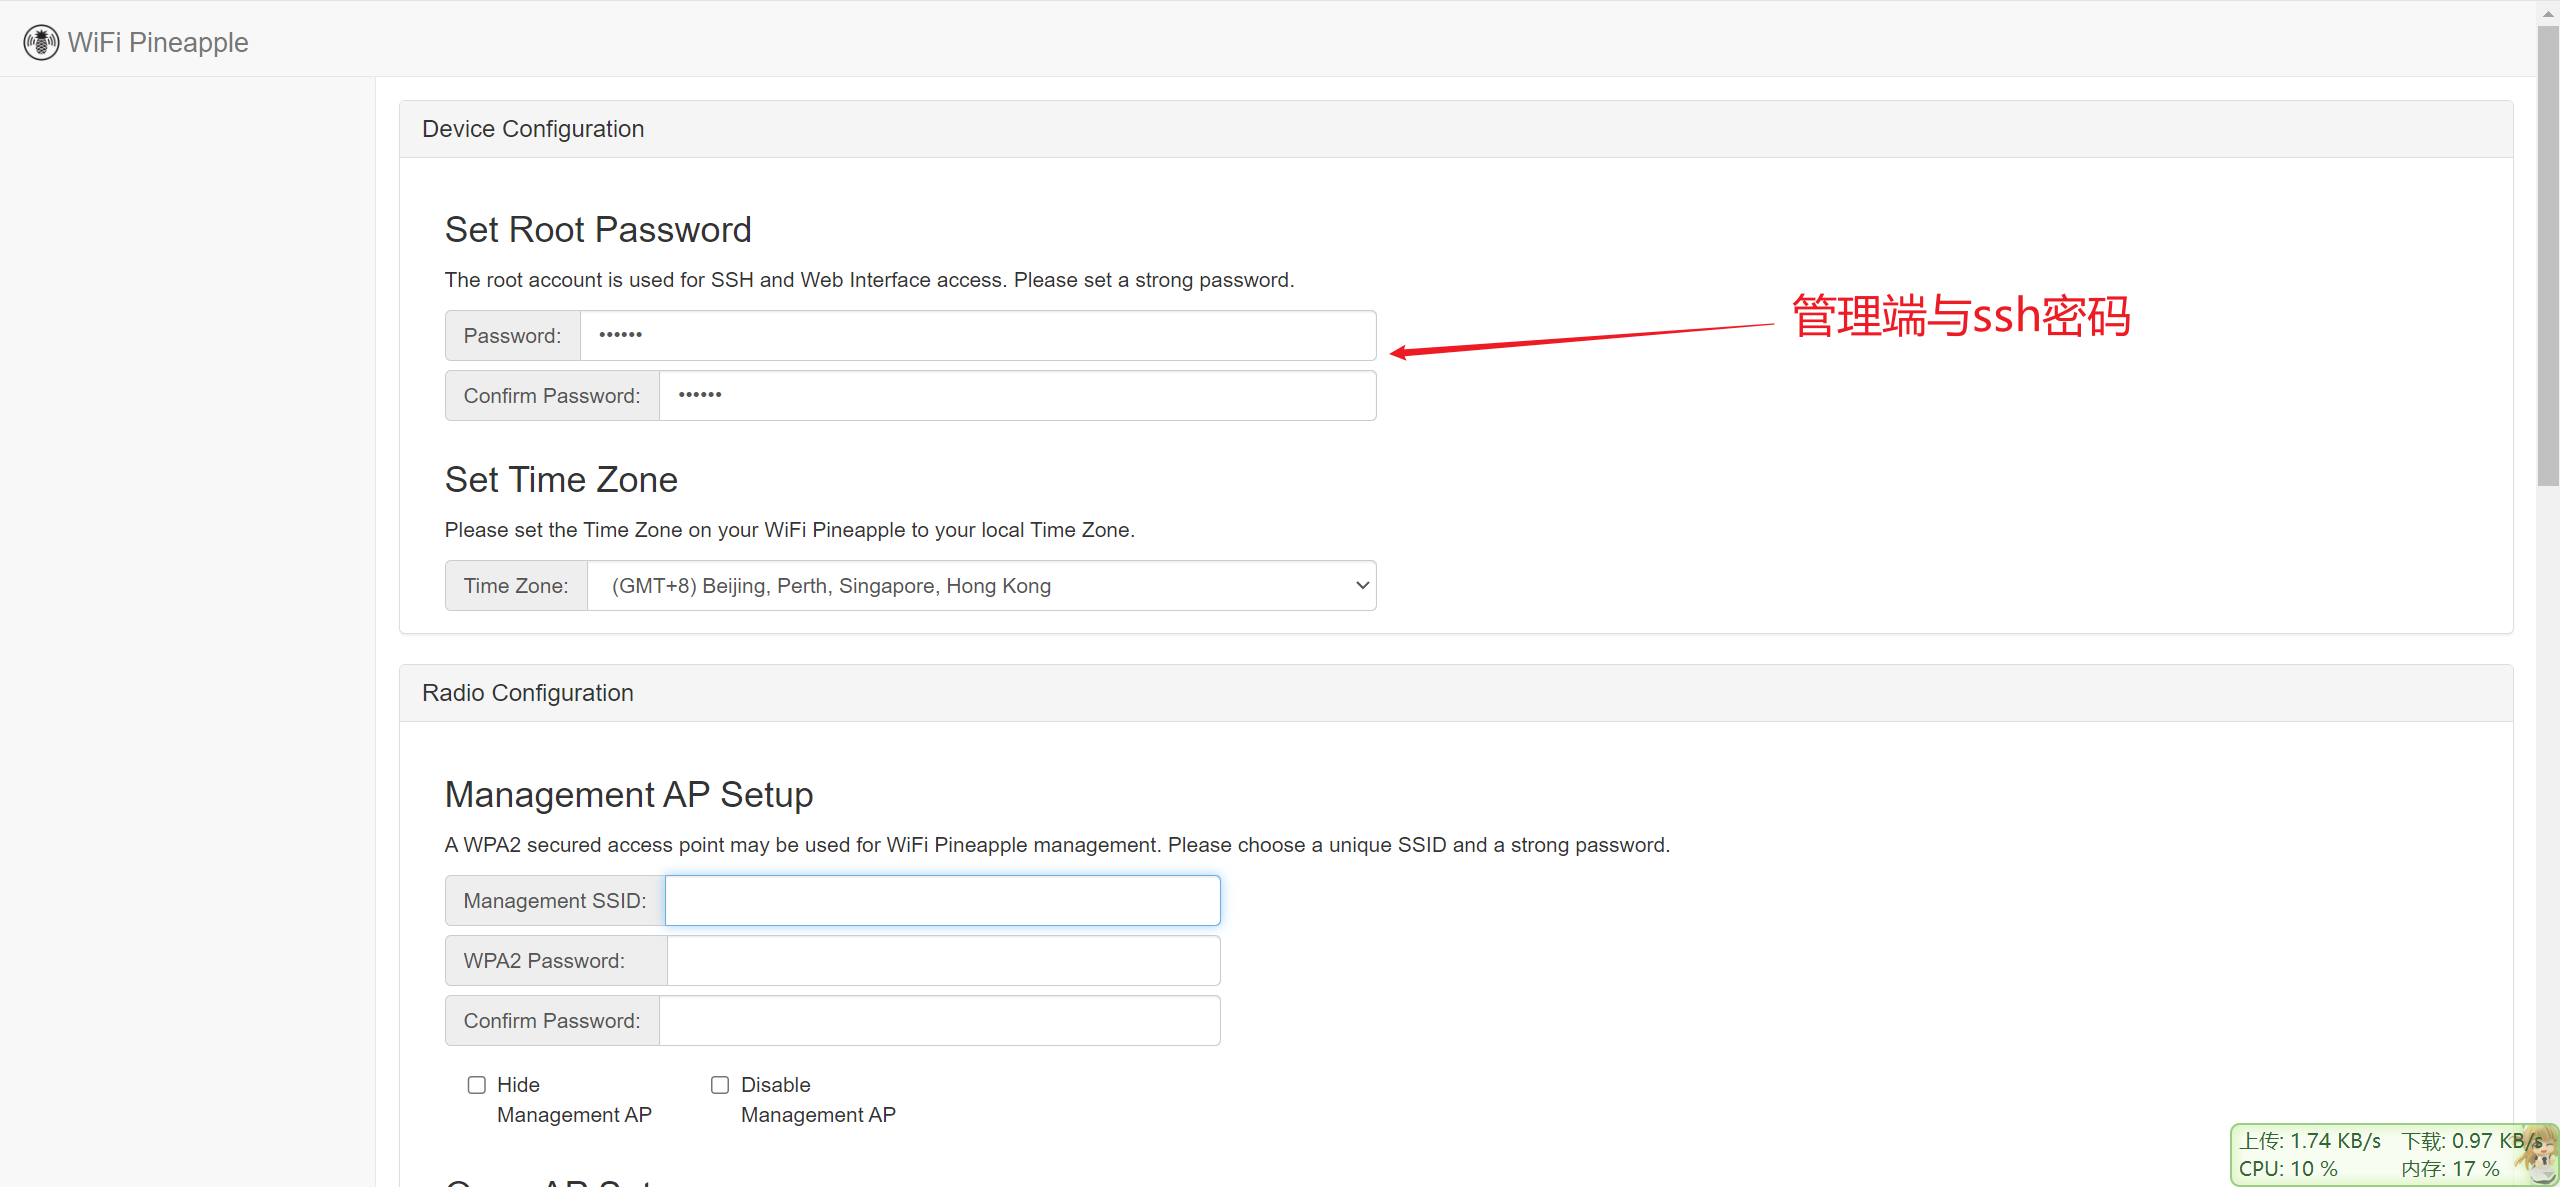 WiFi Pineapple
Device Configuration
Set Root Password
The root account is used for SSH and Web Interface access. Please set a strong password.
Password: ••••••
管理端与ssh密码
Confirm Password: ••••••
Set Time Zone
Please set the Time Zone on your WiFi Pineapple to your local Time Zone.
Time Zone: (GMT+8) Beijing, Perth, Singapore, Hong Kong
Radio Configuration
Management AP Setup
A WPA2 secured access point may be used for WiFi Pineapple management. Please choose a unique SSID and a strong password.
Management SSID:
WPA2 Password:
Confirm Password:
Hide Management AP
Disable Management AP
上传: 1.74 KB/s 下载: 0.97 KB/s
CPU: 10 % 内存: 17 %